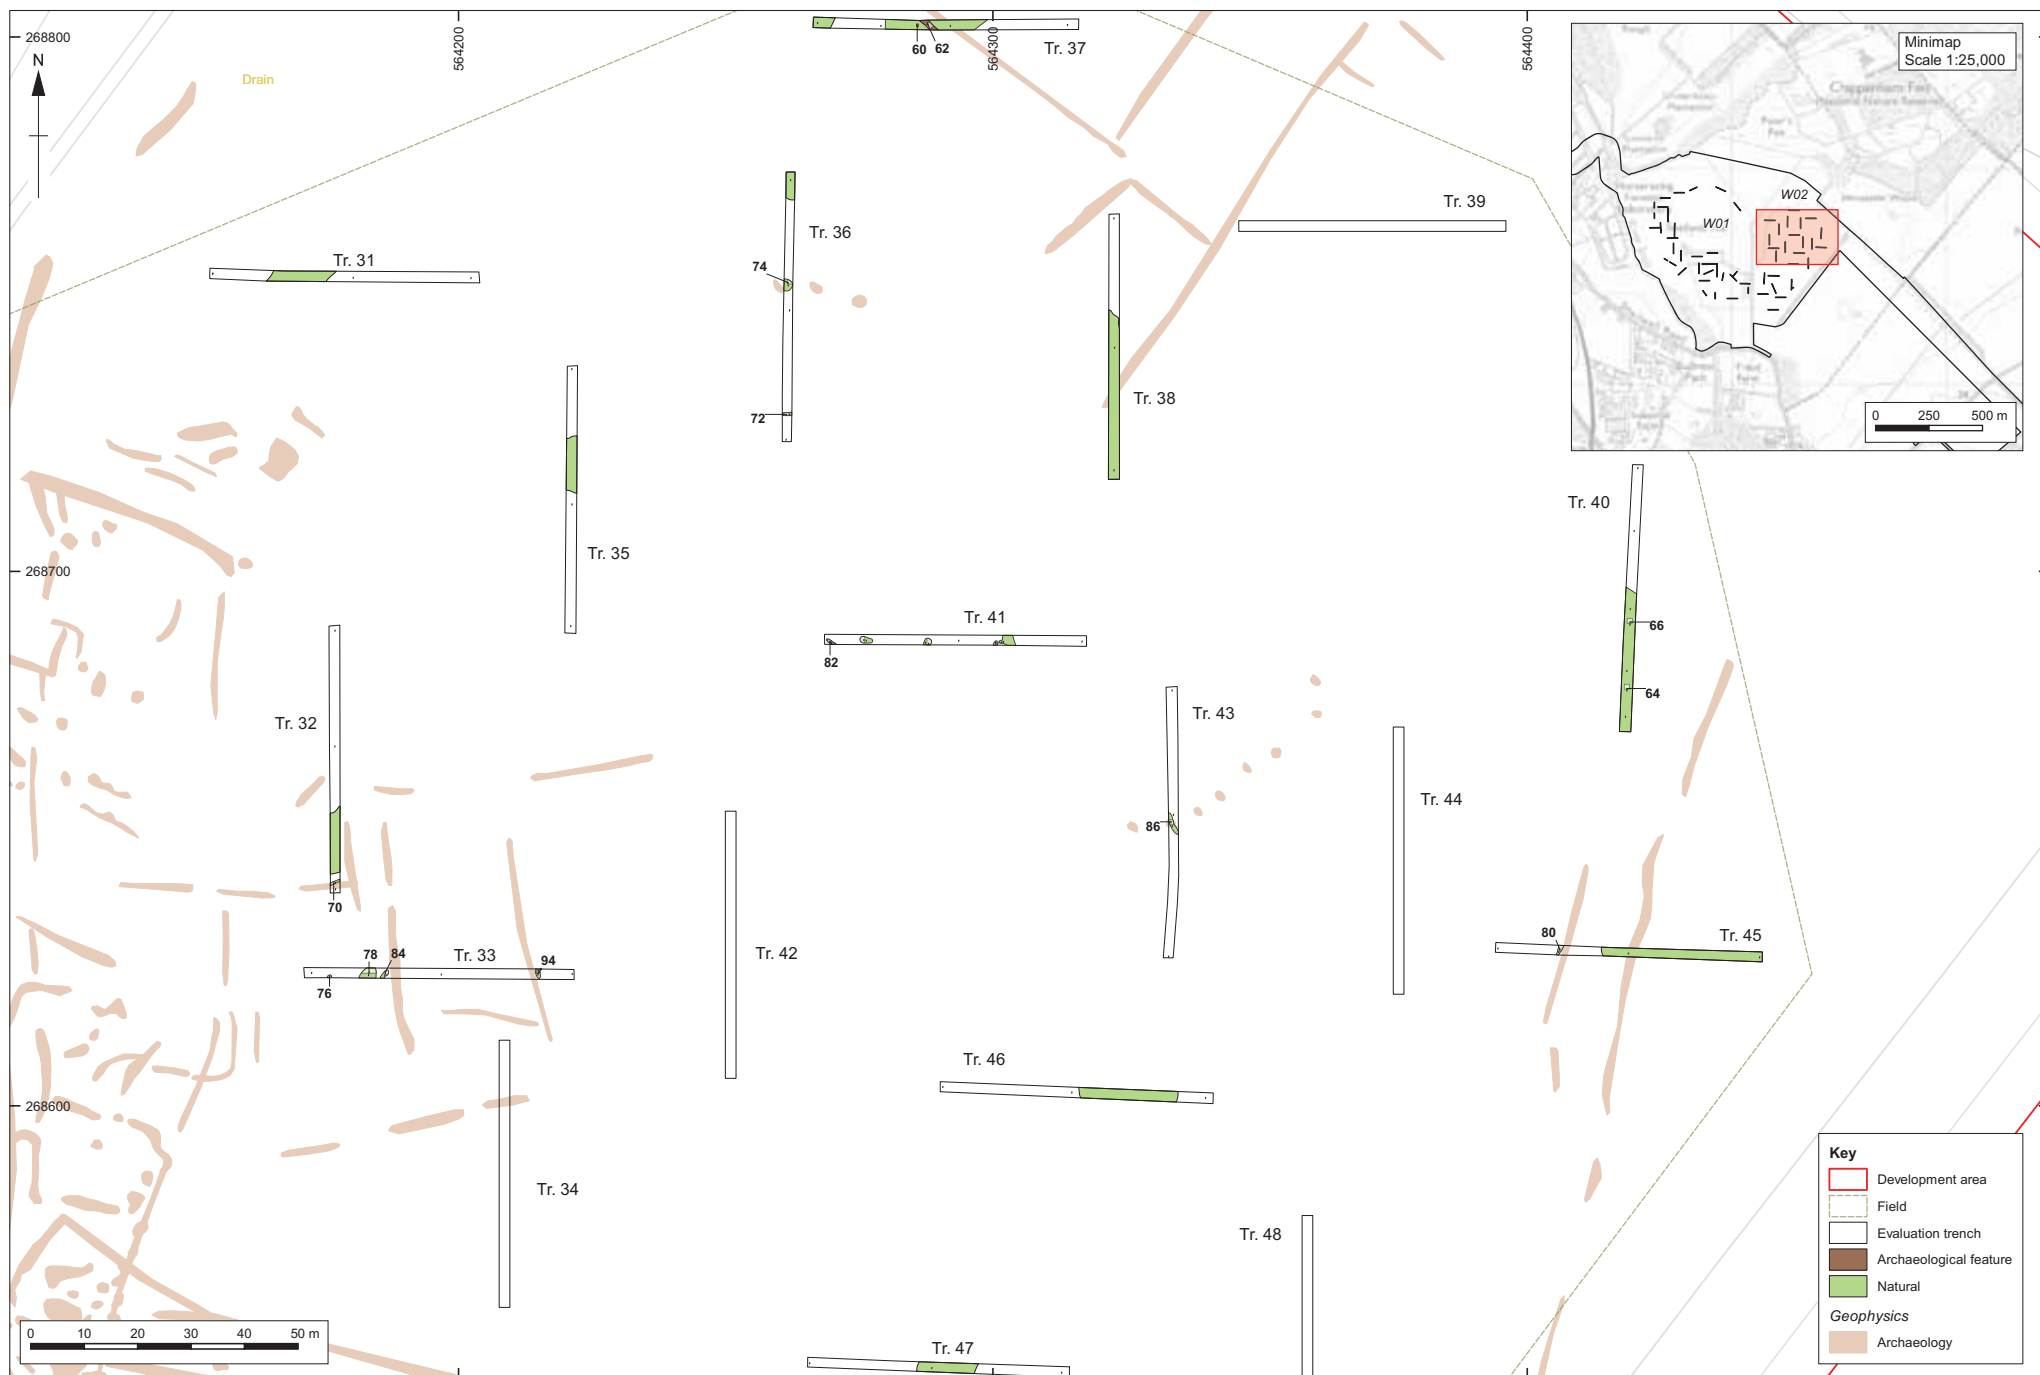 268800
N
Drain
564200
564300
564400
60
62
Tr. 37
Minimap
Scale 1:25,000
W01
W02
0 250 500 m
Tr. 31
Tr. 36
74
72
Tr. 39
Tr. 38
Tr. 40
268700
Tr. 35
Tr. 41
82
66
64
Tr. 32
Tr. 43
86
Tr. 44
70
78
84
Tr. 33
94
76
Tr. 42
80
Tr. 45
Tr. 46
268600
Tr. 34
Tr. 48
Tr. 47
0 10 20 30 40 50 m
Key
Development area
Field
Evaluation trench
Archaeological feature
Natural
Geophysics
Archaeology